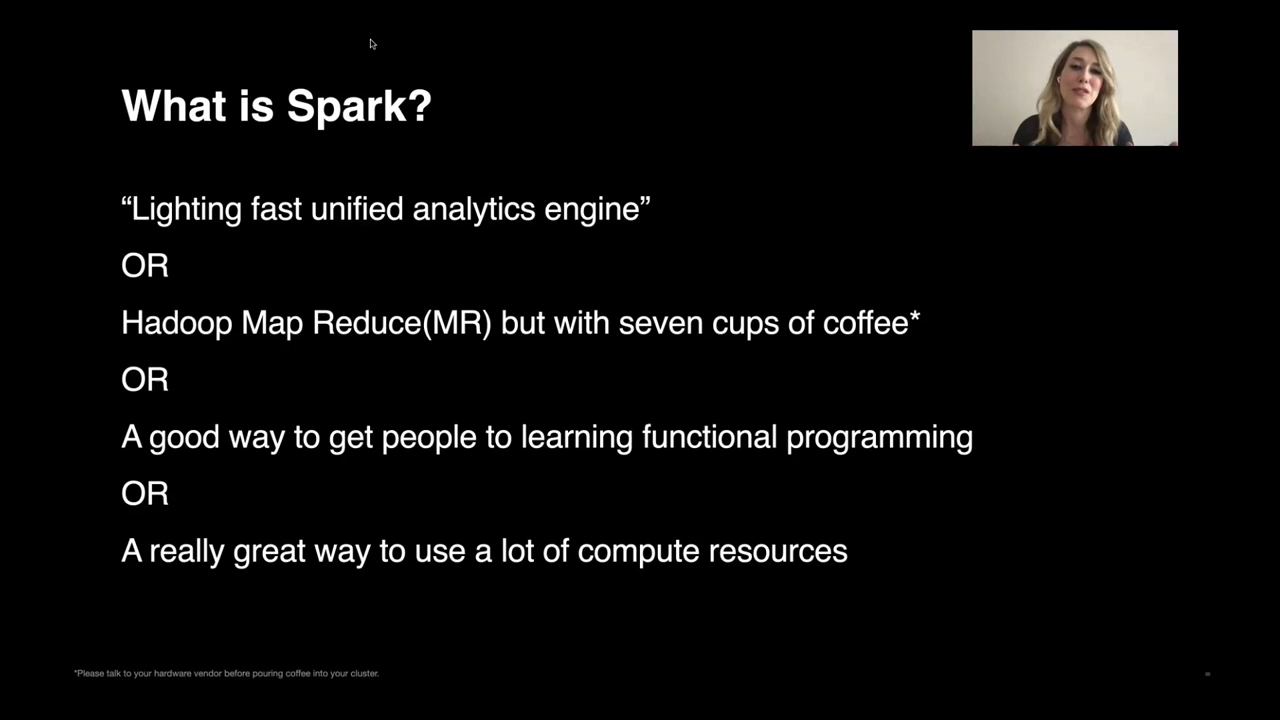 What is Spark?
“Lighting fast unified analytics engine”
OR
Hadoop Map Reduce(MR) but with seven cups of coffee*
OR
A good way to get people to learning functional programming
OR
A really great way to use a lot of compute resources
*Please talk to your hardware vendor before pouring coffee into your cluster.